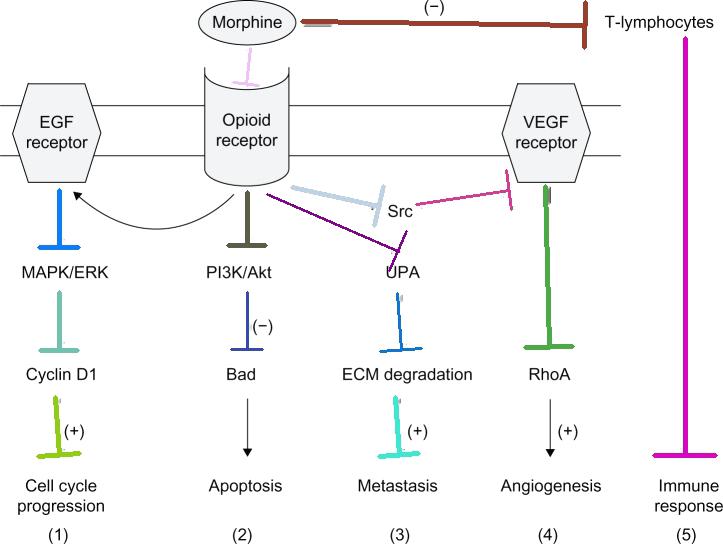 (−)
Morphine
T-lymphocytes
EGF
receptor
Opioid
receptor
VEGF
receptor
Src
MAPK/ERK
PI3K/Akt
UPA
(−)
Cyclin D1
Bad
ECM degradation
RhoA
(+)
(+)
(+)
Cell cycle
progression
Apoptosis
Metastasis
Angiogenesis
Immune
response
(1)
(2)
(3)
(4)
(5)